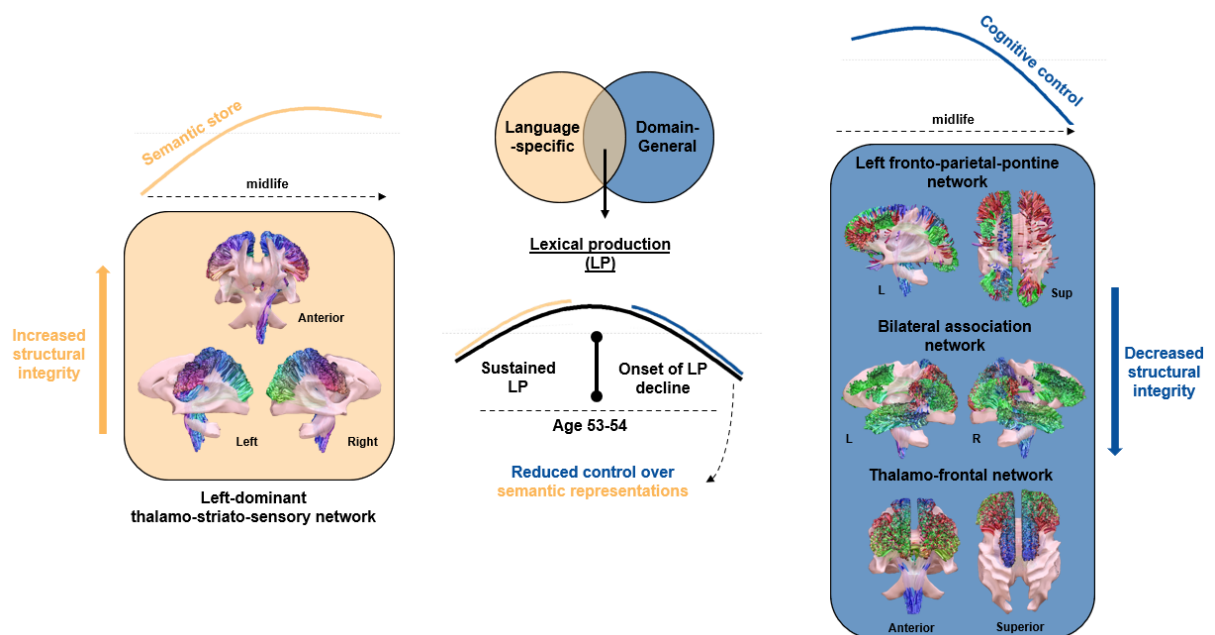 Semantic store
midlife
Increased
structural
integrity
Anterior
Left
Right
Left-dominant
thalamo-striato-sensory network
Language
-specific
Domain-
General
Lexical production
(LP)
Sustained
LP
Onset of LP
decline
Age 53-54
Reduced control over
semantic representations
Cognitive control
midlife
Left fronto-parietal-pontine
network
L
Sup
Bilateral association
network
L
R
Thalamo-frontal network
Anterior
Superior
Decreased
structural
integrity